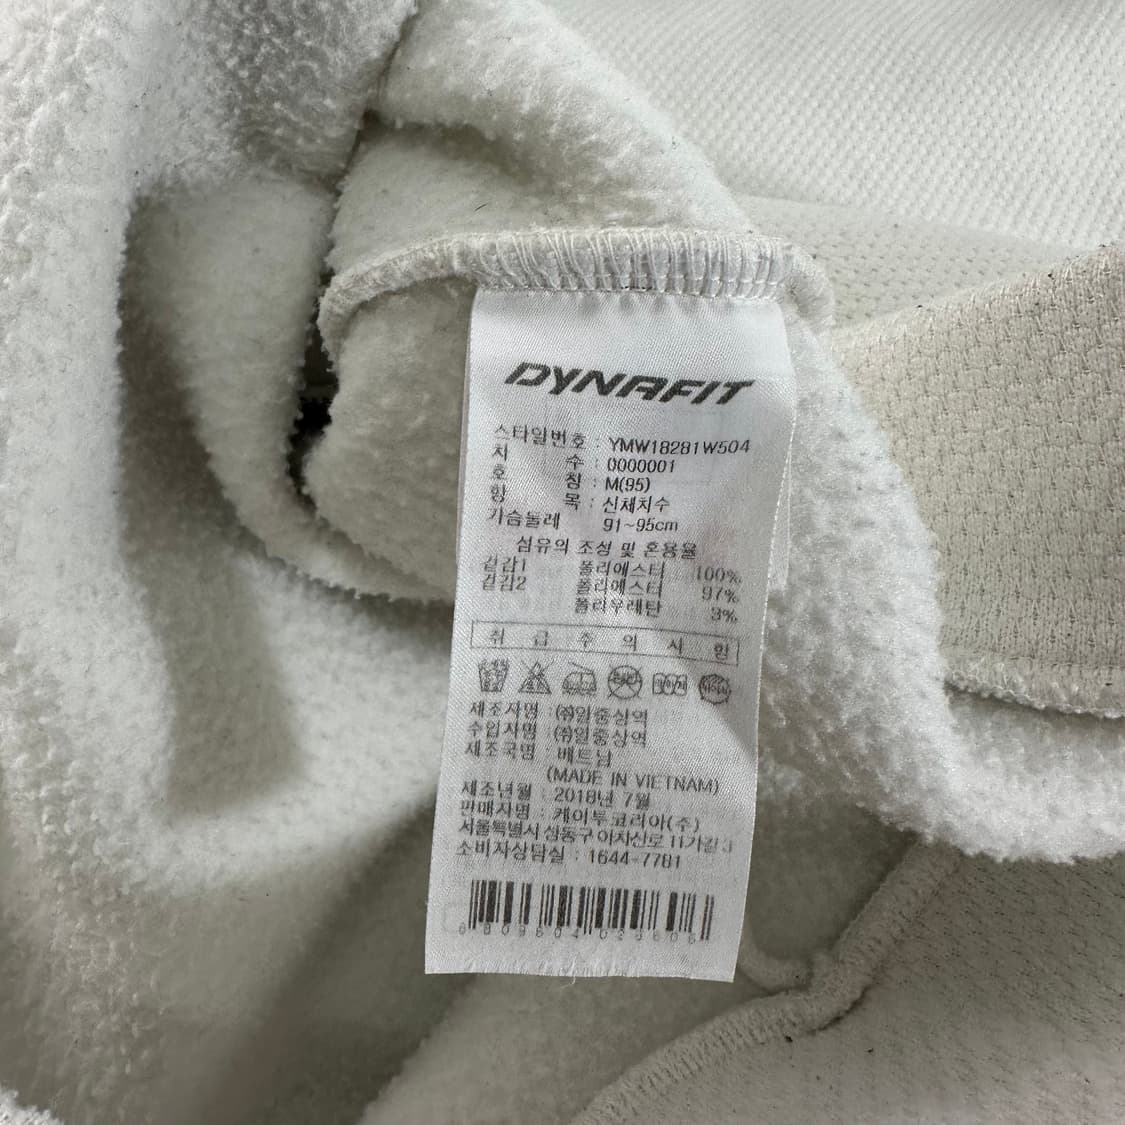 DYNAFIT
스타일번호 : YMW18281W504
치 수 : 0000001
호 칭 : M(95)
항 목 : 신체치수
가슴둘레 91~95cm
섬유의 조성 및 혼용율
겉감1 폴리에스터 100%
겉감2 폴리에스터 97%
폴리우레탄 3%
취 급 주 의 사 항
제조자명 : ㈜일중상역
수입자명 : ㈜일중상역
제조국명 : 베트남
(MADE IN VIETNAM)
제조년월 : 2018년 7월
판매자명 : 케이투코리아(주)
서울특별시 성동구 아차산로 11가길 3
소비자상담실 : 1644-7781